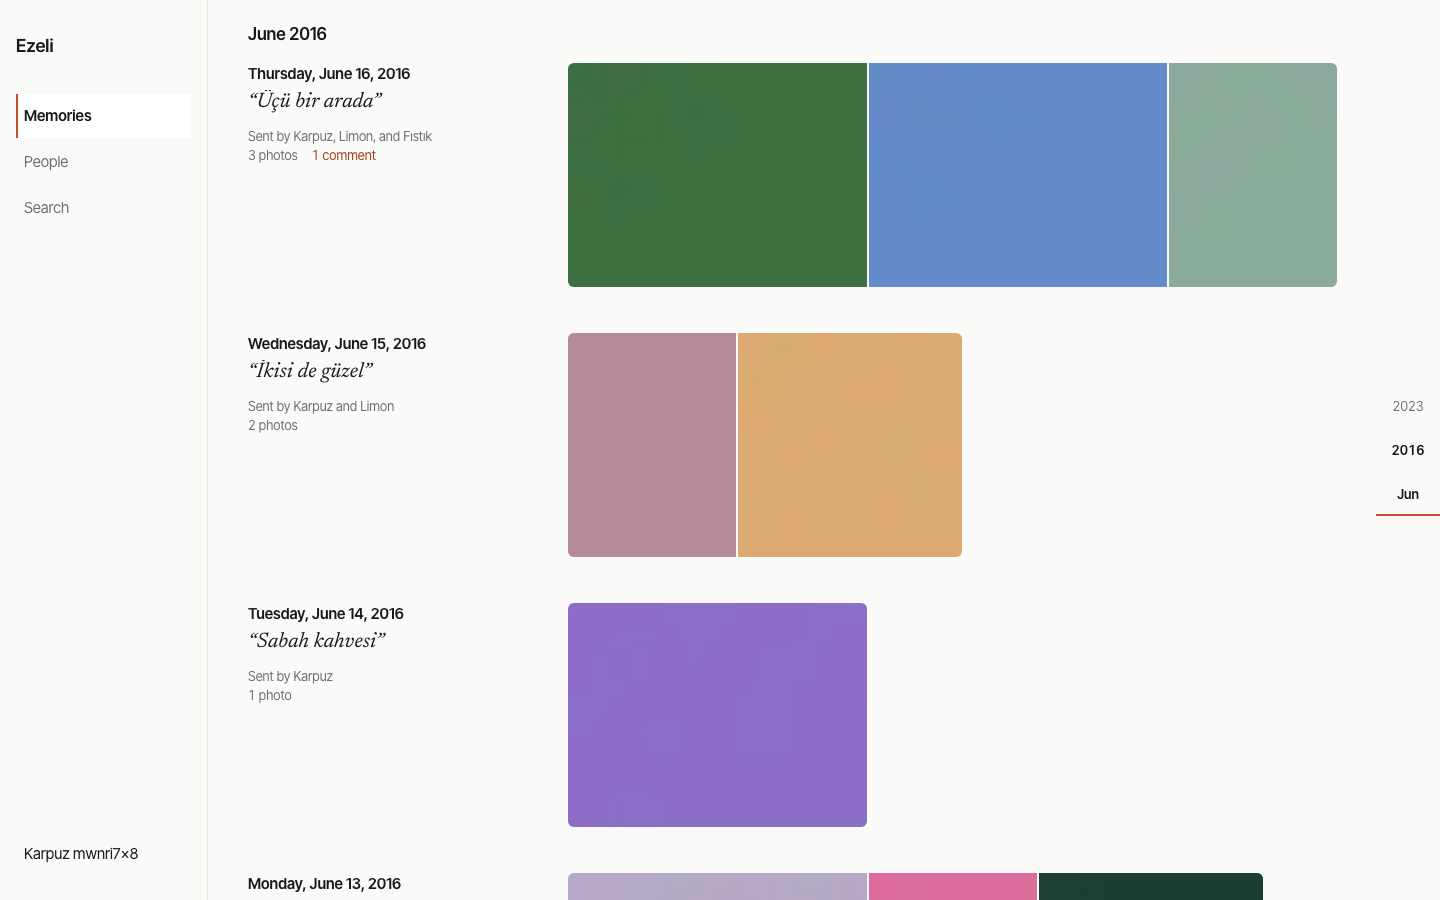 Ezeli
Memories
People
Search
Karpuz mwnri7x8
June 2016
Thursday, June 16, 2016
“Üçü bir arada”
Sent by Karpuz, Limon, and Fıstık
3 photos 1 comment
Wednesday, June 15, 2016
“İkisi de güzel”
Sent by Karpuz and Limon
2 photos
Tuesday, June 14, 2016
“Sabah kahvesi”
Sent by Karpuz
1 photo
Monday, June 13, 2016
2023
2016
Jun